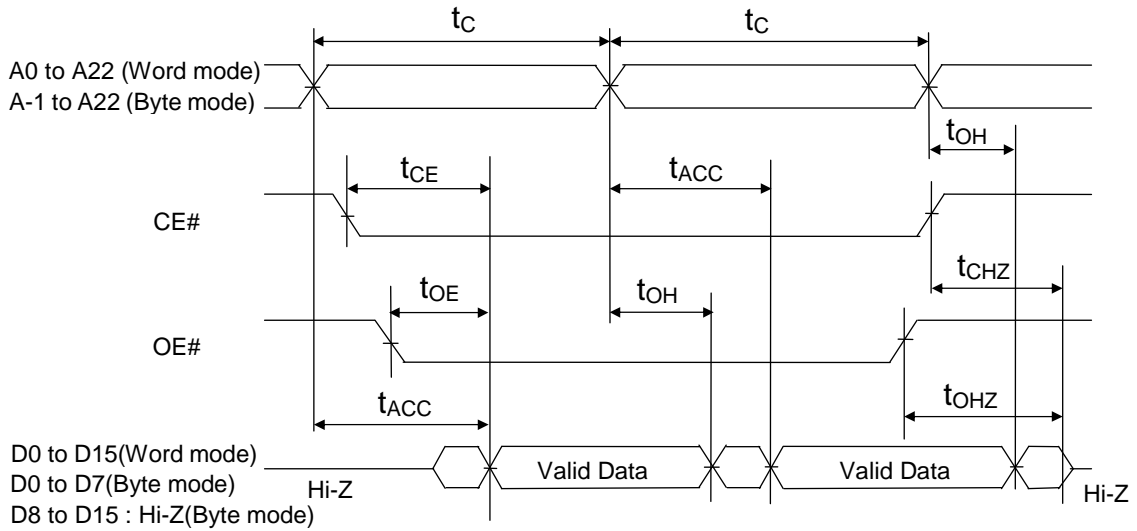 tC
tC
A0 to A22 (Word mode)
A-1 to A22 (Byte mode)
tOH
tCE
tACC
CE#
tCHZ
tOE
tOH
OE#
tACC
tOHZ
D0 to D15(Word mode)
D0 to D7(Byte mode)
D8 to D15 : Hi-Z(Byte mode)
Hi-Z
Valid Data
Valid Data
Hi-Z